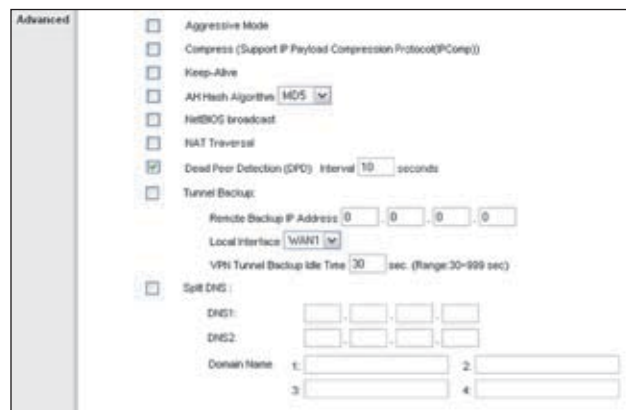 Advanced
Aggressive Mode
Compress (Support IP Payload Compression Protocol(IPComp))
Keep-Alive
AH Hash Algorithm MD5
NetBIOS broadcast
NAT Traversal
Dead Peer Detection (DPD) Interval 10 seconds
Tunnel Backup:
Remote Backup IP Address 0 . 0 . 0 . 0
Local Interface WAN1
VPN Tunnel Backup Idle Time 30 sec. (Range:30~999 sec)
Split DNS :
DNS1: . . .
DNS2: . . .
Domain Name 1: 2:
3: 4: